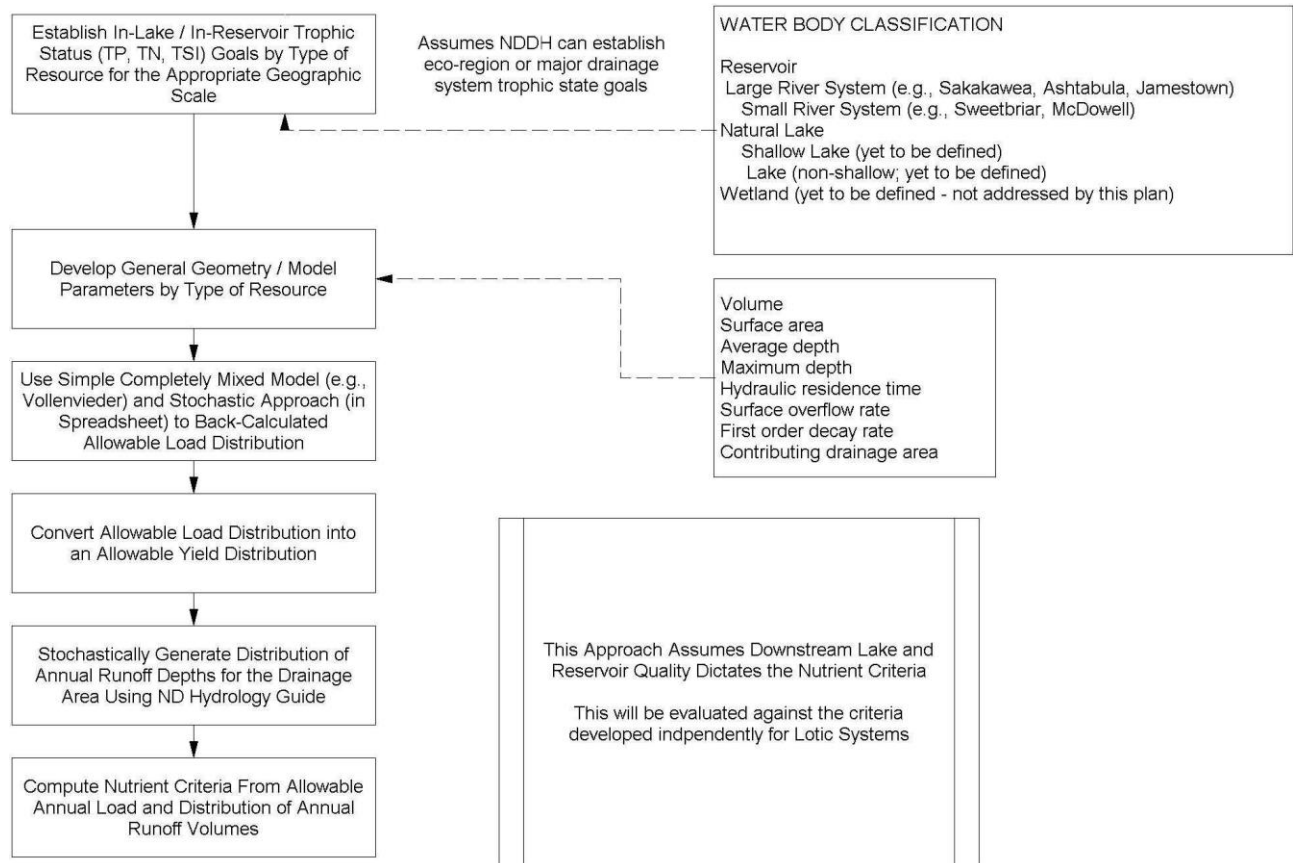 Establish In-Lake / In-Reservoir Trophic
Status (TP, TN, TSI) Goals by Type of
Resource for the Appropriate Geographic
Scale
Assumes NDDH can establish
eco-region or major drainage
system trophic state goals
WATER BODY CLASSIFICATION
Reservoir
Large River System (e.g., Sakakawea, Ashtabula, Jamestown)
Small River System (e.g., Sweetbriar, McDowell)
Natural Lake
Shallow Lake (yet to be defined)
Lake (non-shallow; yet to be defined)
Wetland (yet to be defined - not addressed by this plan)
Develop General Geometry / Model
Parameters by Type of Resource
Volume
Surface area
Average depth
Maximum depth
Hydraulic residence time
Surface overflow rate
First order decay rate
Contributing drainage area
Use Simple Completely Mixed Model (e.g.,
Vollenvieder) and Stochastic Approach (in
Spreadsheet) to Back-Calculated
Allowable Load Distribution
Convert Allowable Load Distribution into
an Allowable Yield Distribution
Stochastically Generate Distribution of
Annual Runoff Depths for the Drainage
Area Using ND Hydrology Guide
Compute Nutrient Criteria From Allowable
Annual Load and Distribution of Annual
Runoff Volumes
This Approach Assumes Downstream Lake and
Reservoir Quality Dictates the Nutrient Criteria
This will be evaluated against the criteria
developed indpendently for Lotic Systems